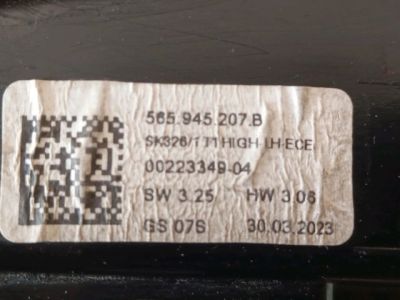 565.945.207.B
SK326/1 T1 HIGH LH ECE
00223349-04
SW 3.25 HW 3.06
GS 07S 30.03.2023